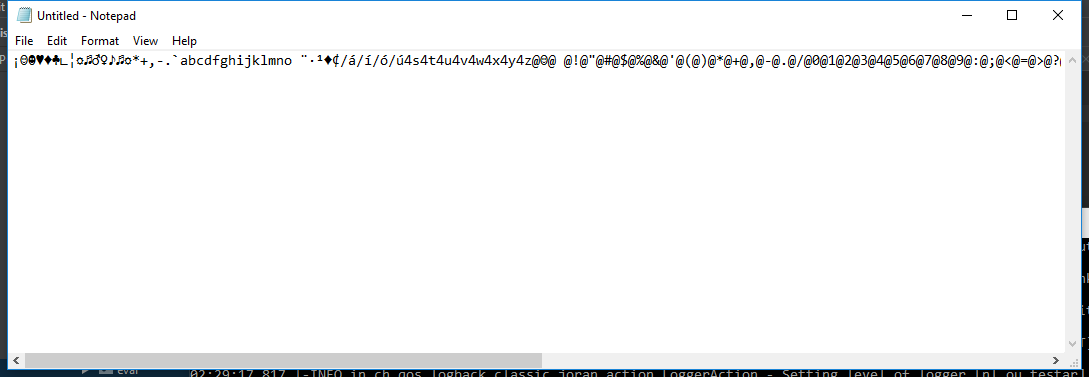 Untitled - Notepad
File Edit Format View Help
*+,-.`abcdfghijklmno ¨·¹♦₵/á/í/ó/ú4s4t4u4v4w4x4y4z@0@ @!@"@#@$@%@&@'@(@)@*@+@,@-@.@/@0@1@2@3@4@5@6@7@8@9@:@;@<@=@>@?
eval
02:29:17,817 |-INFO in ch.qos.logback.classic.joran.action.LoggerAction - Setting level of logger [nl.ou.testar